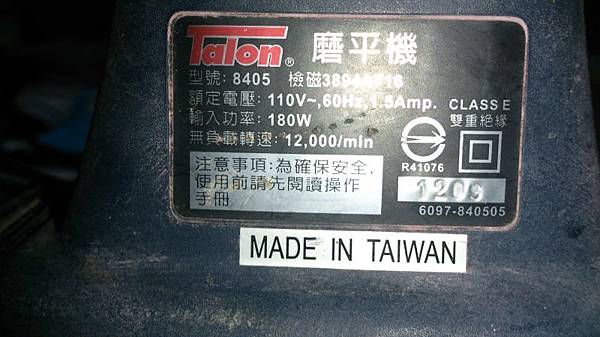 Talon® 磨平機
型號: 8405 檢磁
額定電壓: 110V~,60Hz,1.5Amp. CLASS E
輸入功率: 180W 雙重絕緣
無負載轉速: 12,000/min
R41076
注意事項:為確保安全,
使用前請先閱讀操作
手冊
1209
6097-840505
MADE IN TAIWAN